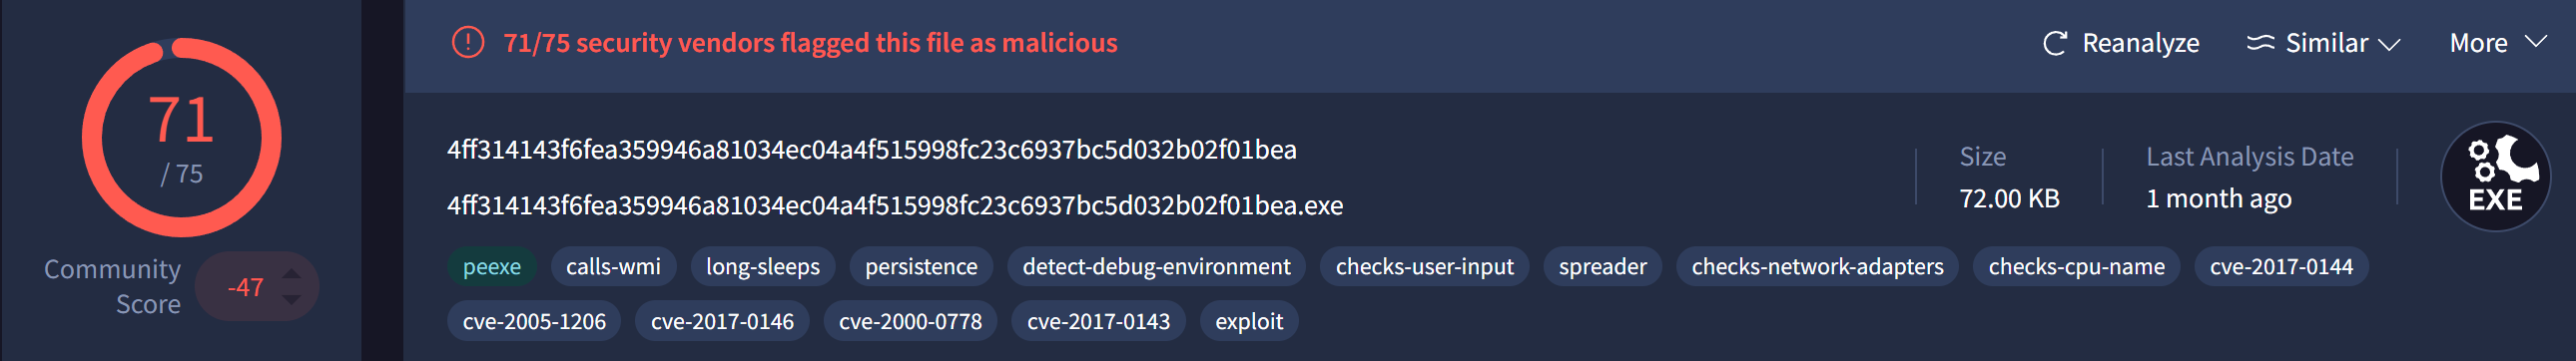 71
/ 75
Community
Score
-47
71/75 security vendors flagged this file as malicious
Reanalyze
Similar
More
4ff314143f6fea359946a81034ec04a4f515998fc23c6937bc5d032b02f01bea
4ff314143f6fea359946a81034ec04a4f515998fc23c6937bc5d032b02f01bea.exe
Size
72.00 KB
Last Analysis Date
1 month ago
EXE
peexe calls-wmi long-sleeps persistence detect-debug-environment checks-user-input spreader checks-network-adapters checks-cpu-name cve-2017-0144
cve-2005-1206 cve-2017-0146 cve-2000-0778 cve-2017-0143 exploit